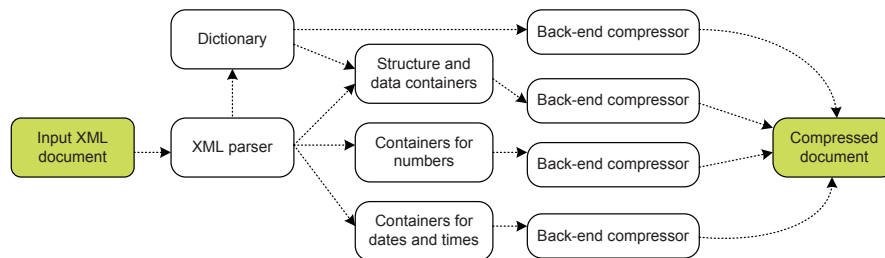 Dictionary
Back-end compressor
Structure and
data containers
Back-end compressor
Input XML
document
XML parser
Containers for
numbers
Back-end compressor
Compressed
document
Containers for
dates and times
Back-end compressor